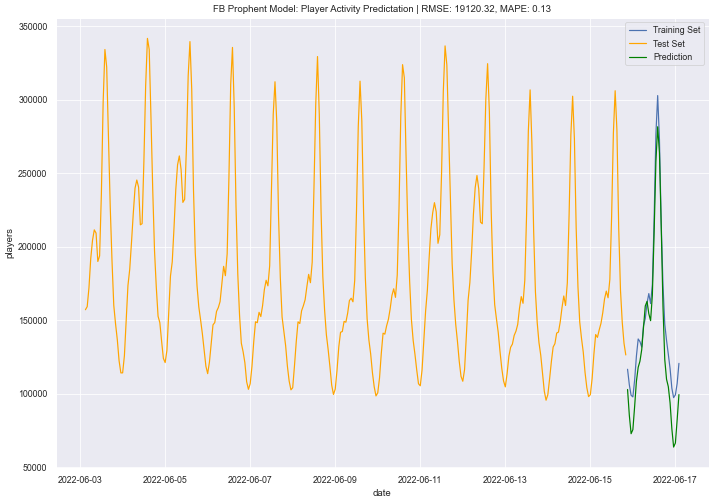 FB Prophent Model: Player Activity Predictation | RMSE: 19120.32, MAPE: 0.13
Training Set
Test Set
Prediction
players
350000
300000
250000
200000
150000
100000
50000
2022-06-03
2022-06-05
2022-06-07
2022-06-09
2022-06-11
2022-06-13
2022-06-15
2022-06-17
date